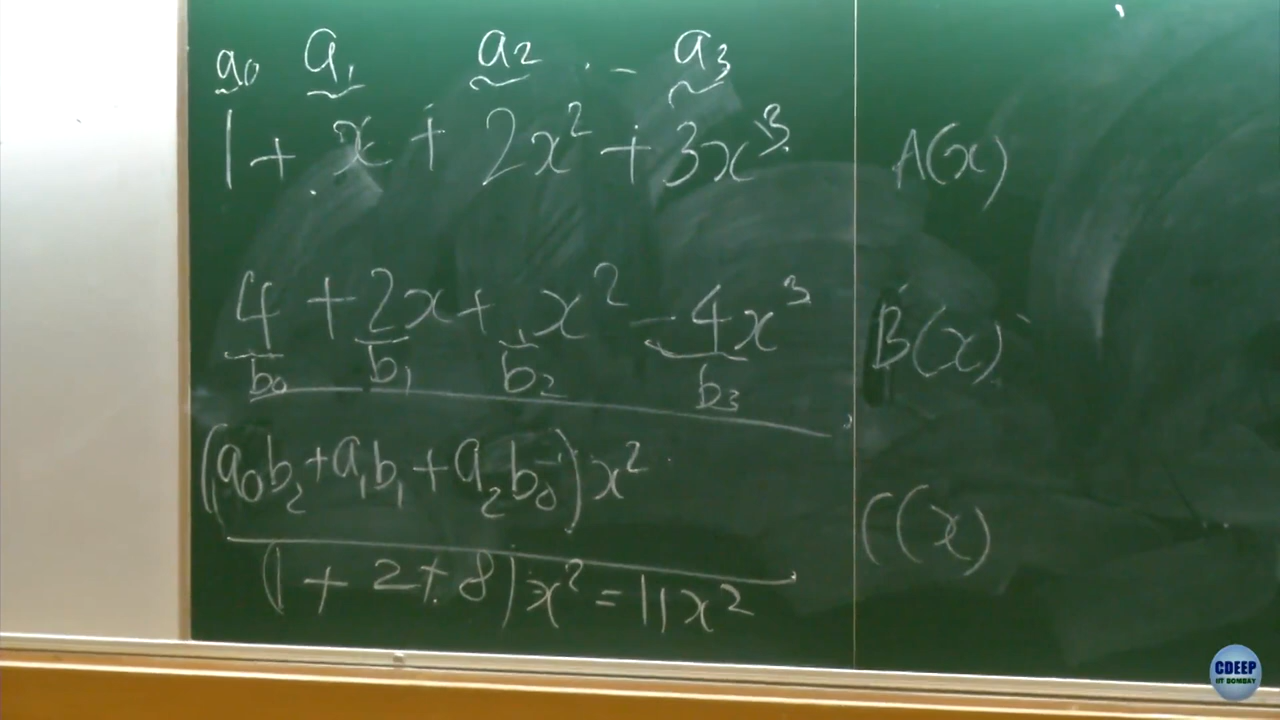 a₀ a₁ a₂ . - a₃
1 + x + 2x² + 3x³ A(x)
4 + 2x + x² - 4x³ B(x)
b₀ b₁ b₂ b₃
(a₀b₂ + a₁b₁ + a₂b₀)x² C(x)
(1 + 2 + 8)x² = 11x²
CDEEP
IIT BOMBAY